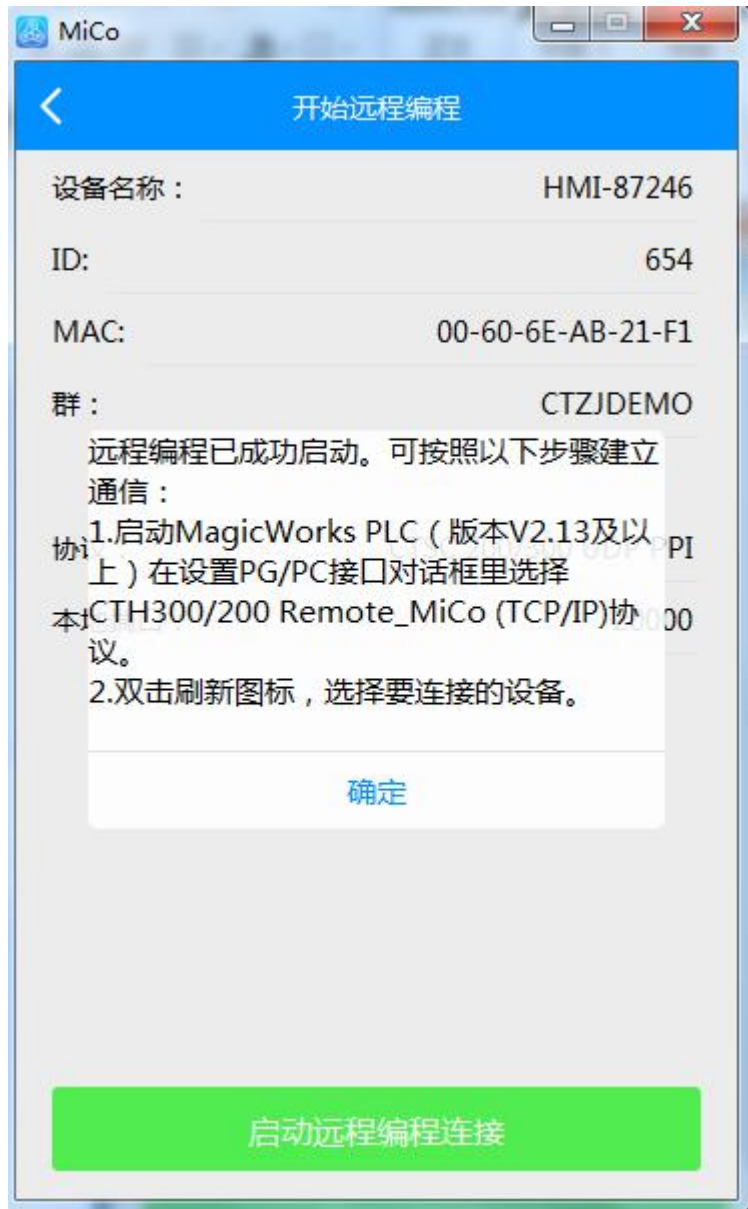 MiCo
开始远程编程
设备名称：
HMI-87246
ID:
654
MAC:
00-60-6E-AB-21-F1
群：
CTZJDEMO
远程编程已成功启动。可按照以下步骤建立
通信：
1.启动MagicWorks PLC（版本V2.13及以
上）在设置PG/PC接口对话框里选择
CTH300/200 Remote_MiCo (TCP/IP)协
议。
2.双击刷新图标，选择要连接的设备。
确定
启动远程编程连接